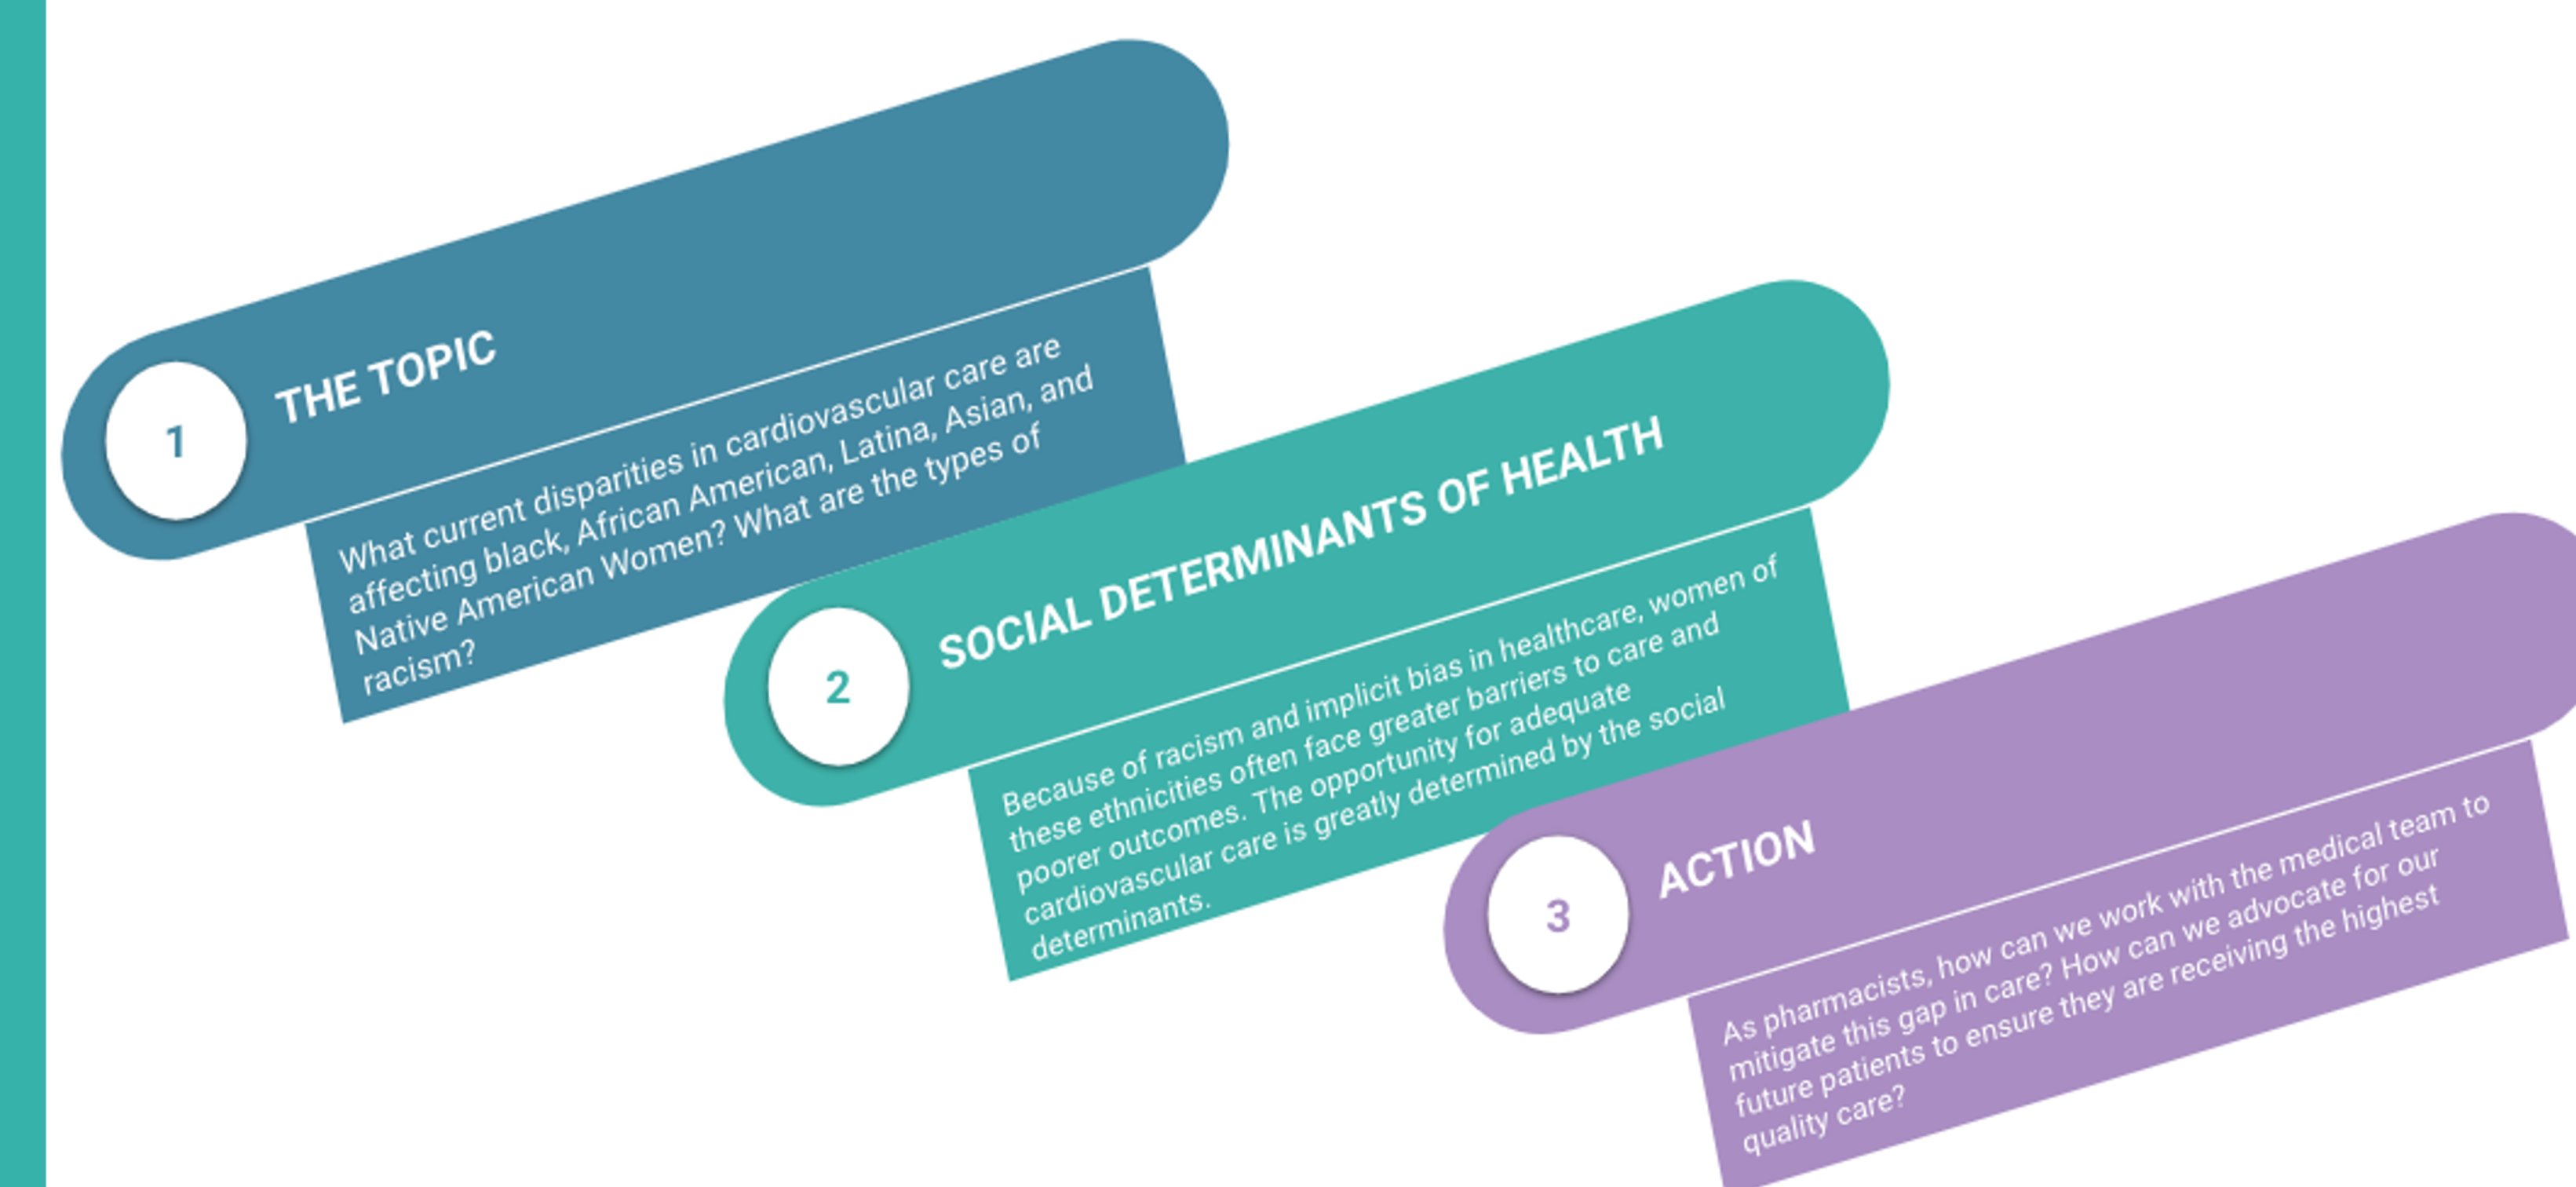 1
THE TOPIC
What current disparities in cardiovascular care are
affecting black, African American, Latina, Asian, and
Native American Women? What are the types of
racism?
2
SOCIAL DETERMINANTS OF HEALTH
Because of racism and implicit bias in healthcare, women of
these ethnicities often face greater barriers to care and
poorer outcomes. The opportunity for adequate
cardiovascular care is greatly determined by the social
determinants.
3
ACTION
As pharmacists, how can we work with the medical team to
mitigate this gap in care? How can we advocate for our
future patients to ensure they are receiving the highest
quality care?